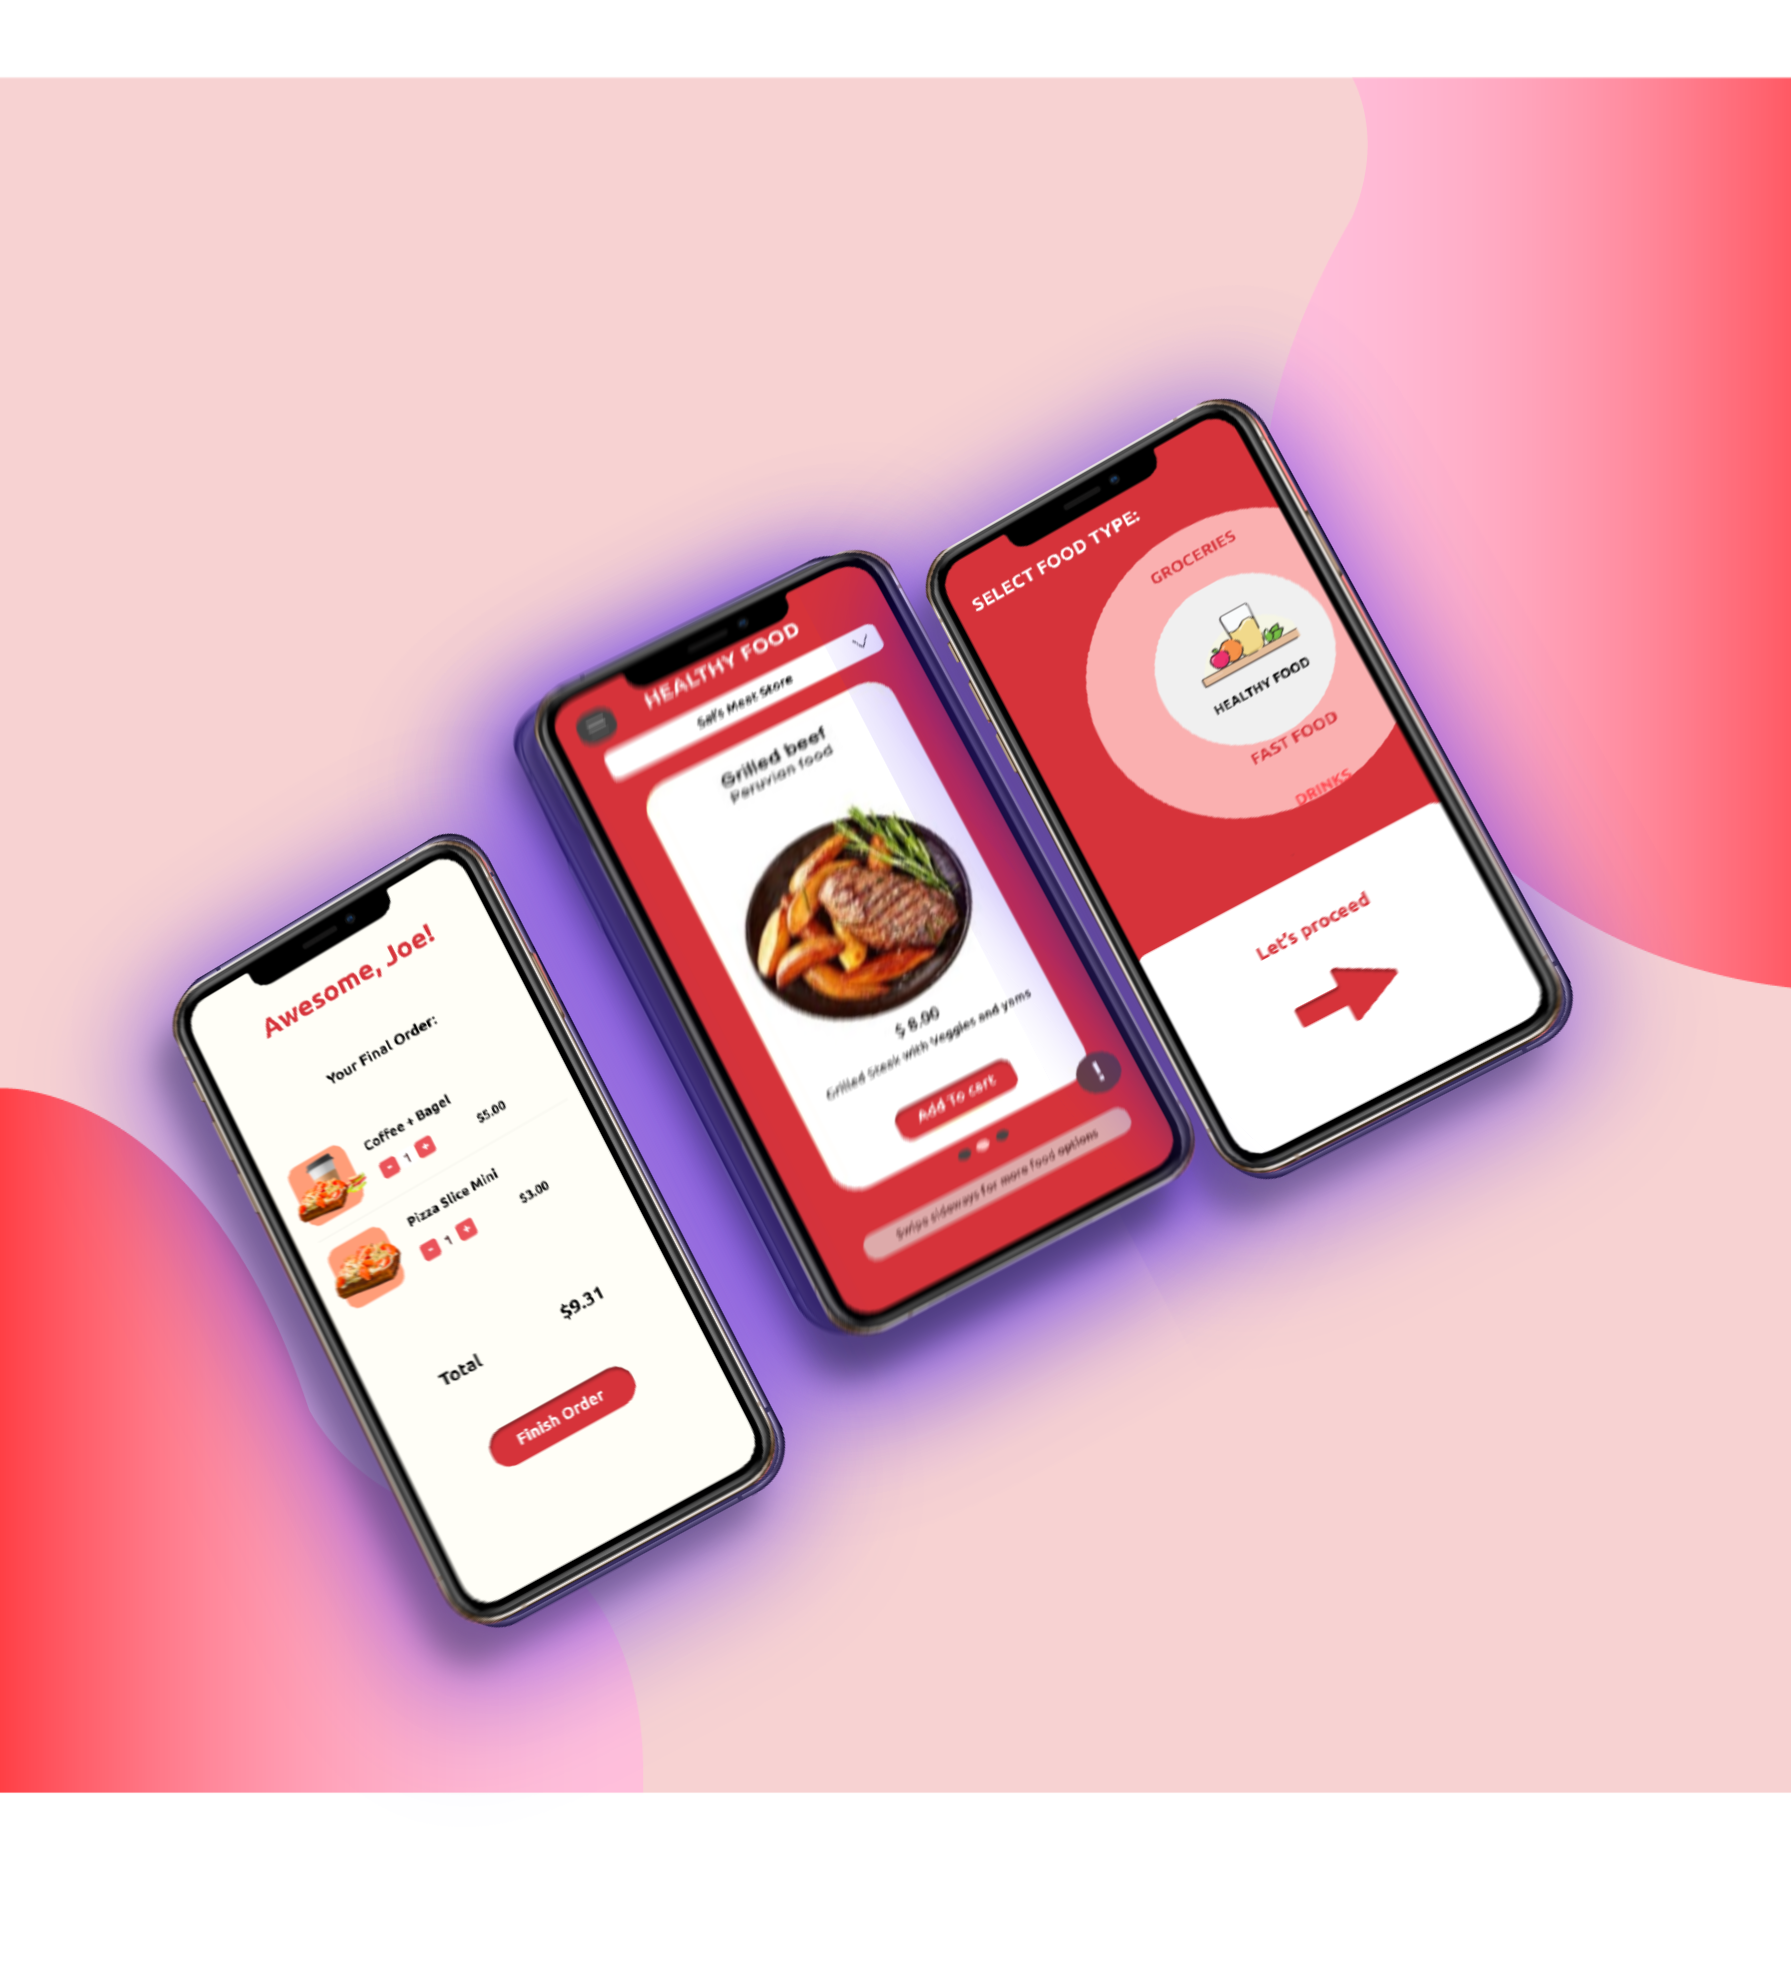 Awesome, Joe!
Your Final Order:
Coffee + Bagel
- 1 +
$5.00
Pizza Slice Mini
- 1 +
$3.00
$9.31
Total
Finish Order
HEALTHY FOOD
Sal's Meat Store
Grilled beef
Peruvian food
$ 8.00
Grilled Steak with Veggies and yams
Add To cart
!
Swipe sideways for more food options
SELECT FOOD TYPE:
GROCERIES
HEALTHY FOOD
FAST FOOD
DRINKS
Let's proceed